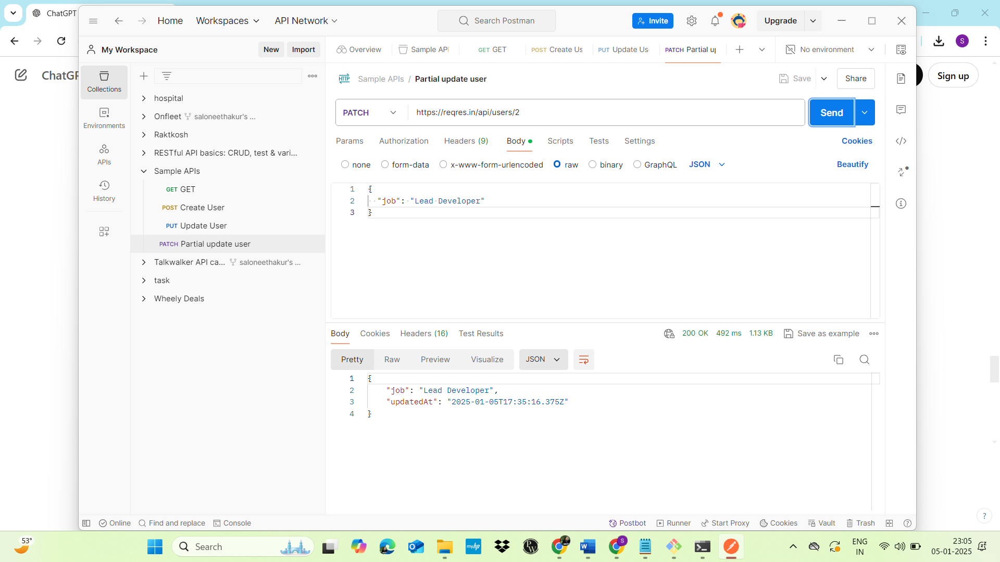 ChatGPT
Home Workspaces API Network Search Postman Invite Upgrade
S
My Workspace New Import Overview Sample API GET GET POST Create Us PUT Update Us PATCH Partial up No environment
ChatGP Sign up
Collections
Environments
APIs
History
hospital
Onfleet saloneethakur's ...
Raktkosh
RESTful API basics: CRUD, test & vari...
Sample APIs
GET GET
POST Create User
PUT Update User
PATCH Partial update user
Talkwalker API ca... saloneethakur's ...
task
Wheely Deals
HTTP Sample APIs / Partial update user Save Share
PATCH https://reqres.in/api/users/2 Send
Params Authorization Headers (9) Body Scripts Tests Settings Cookies
none form-data x-www-form-urlencoded raw binary GraphQL JSON Beautify
1 {
2 "job": "Lead Developer"
3 }
Body Cookies Headers (16) Test Results 200 OK 492 ms 1.13 KB Save as example
Pretty Raw Preview Visualize JSON
1 {
2 "job": "Lead Developer",
3 "updatedAt": "2025-01-05T17:35:16.375Z"
4 }
Online Find and replace Console Postbot Runner Start Proxy Cookies Vault Trash
?
53°
Search
myhp
PW
S
ENG
IN
23:05
05-01-2025